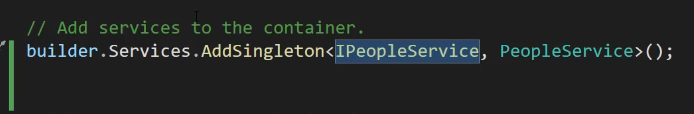 // Add services to the container.
builder.Services.AddSingleton<IPeopleService, PeopleService>();